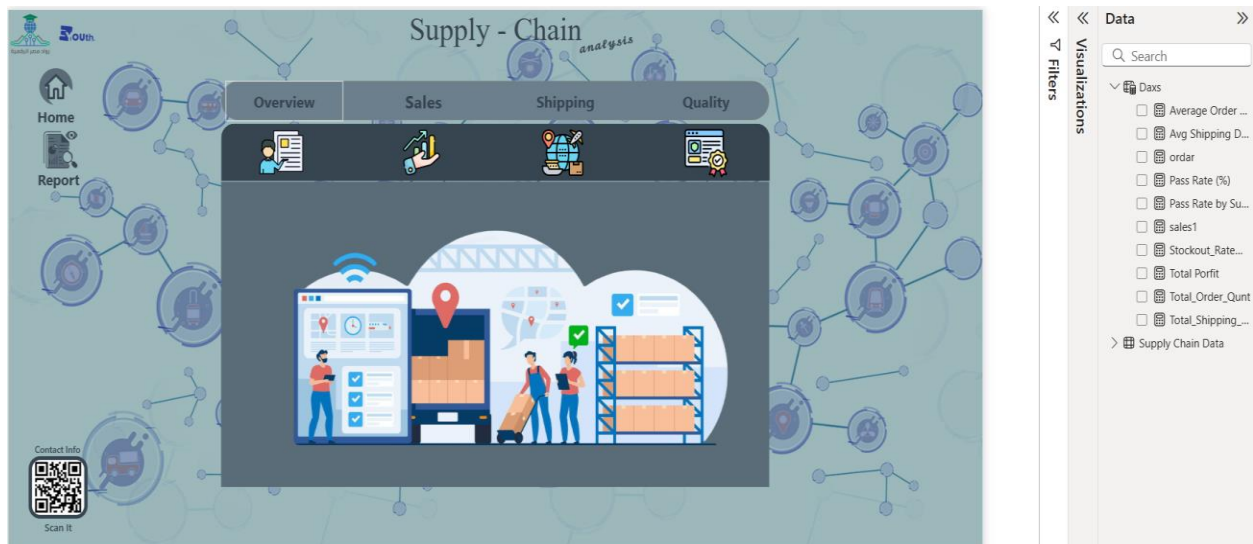 Supply - Chain
analysis
South
Home
Report
Overview
Sales
Shipping
Quality
Contact Info
Scan It
Filters
Visualizations
Data
Search
Daxs
Average Order ...
Avg Shipping D...
ordar
Pass Rate (%)
Pass Rate by Su...
sales1
Stockout_Rate...
Total Porfit
Total_Order_Qunt
Total_Shipping_...
Supply Chain Data